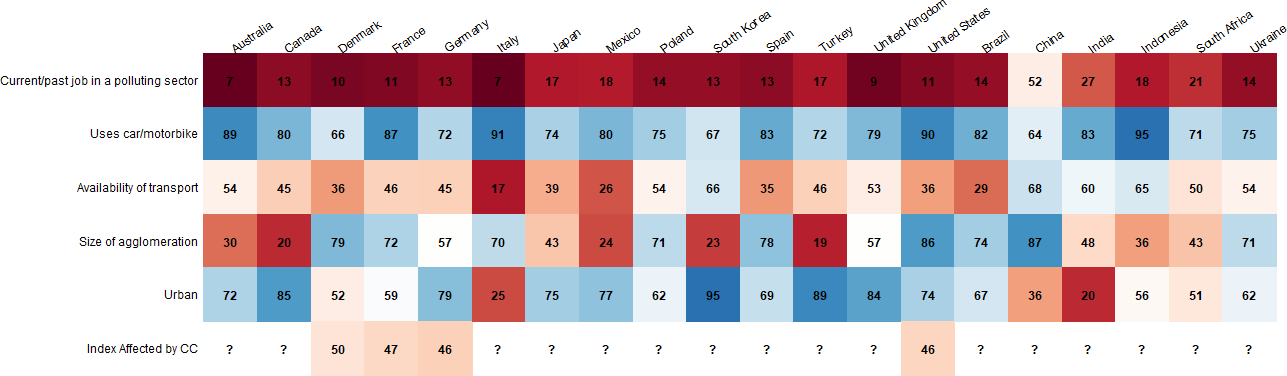 Australia Canada Denmark France Germany Italy Japan Mexico Poland South Korea Spain Turkey United Kingdom United States Brazil China India Indonesia South Africa Ukraine
Current/past job in a polluting sector 7 13 10 11 13 7 17 18 14 13 13 17 9 11 14 52 27 18 21 14
Uses car/motorbike 89 80 66 87 72 91 74 80 75 67 83 72 79 90 82 64 83 95 71 75
Availability of transport 54 45 36 46 45 17 39 26 54 66 35 46 53 36 29 68 60 65 50 54
Size of agglomeration 30 20 79 72 57 70 43 24 71 23 78 19 57 86 74 87 48 36 43 71
Urban 72 85 52 59 79 25 75 77 62 95 69 89 84 74 67 36 20 56 51 62
Index Affected by CC ? ? 50 47 46 ? ? ? ? ? ? ? ? 46 ? ? ? ? ? ?